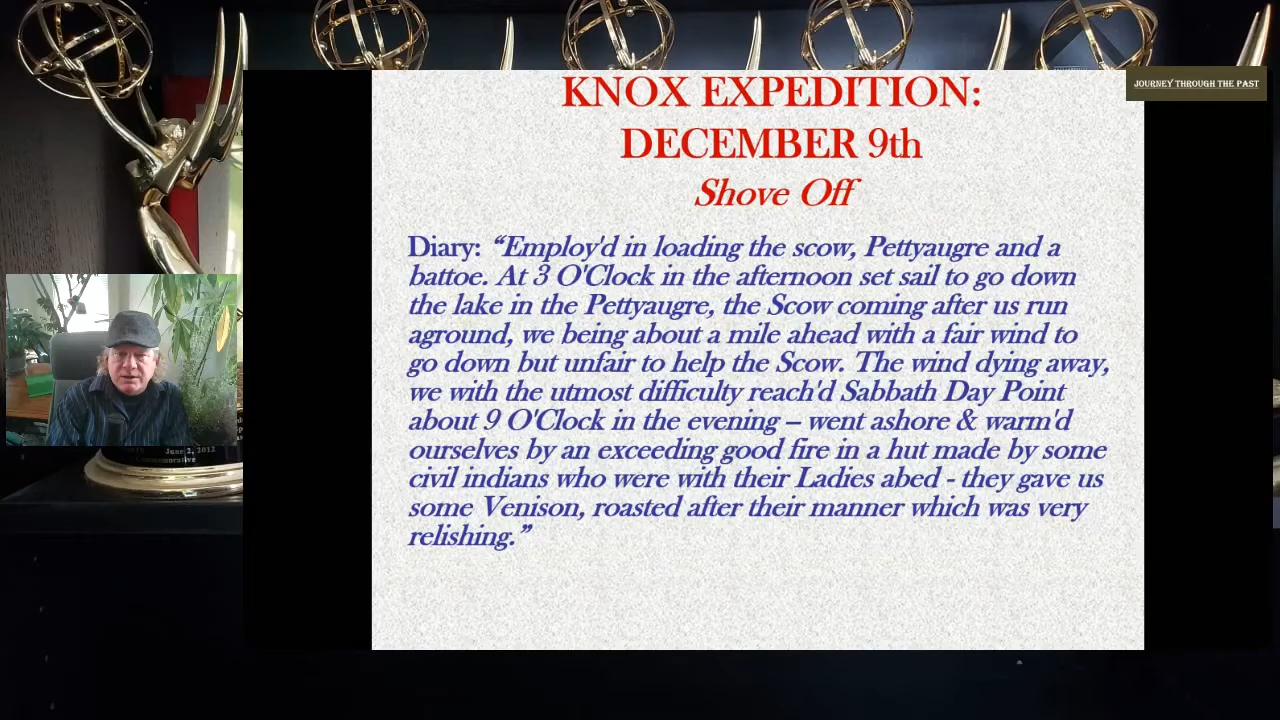 KNOX EXPEDITION:
DECEMBER 9th
Shove Off
JOURNEY THROUGH THE PAST
Diary: “Employ'd in loading the scow, Pettyaugre and a
battoe. At 3 O'Clock in the afternoon set sail to go down
the lake in the Pettyaugre, the Scow coming after us run
aground, we being about a mile ahead with a fair wind to
go down but unfair to help the Scow. The wind dying away,
we with the utmost difficulty reach'd Sabbath Day Point
about 9 O'Clock in the evening – went ashore & warm'd
ourselves by an exceeding good fire in a hut made by some
civil indians who were with their Ladies abed - they gave us
some Venison, roasted after their manner which was very
relishing.”
June 2, 2012
Commemorative